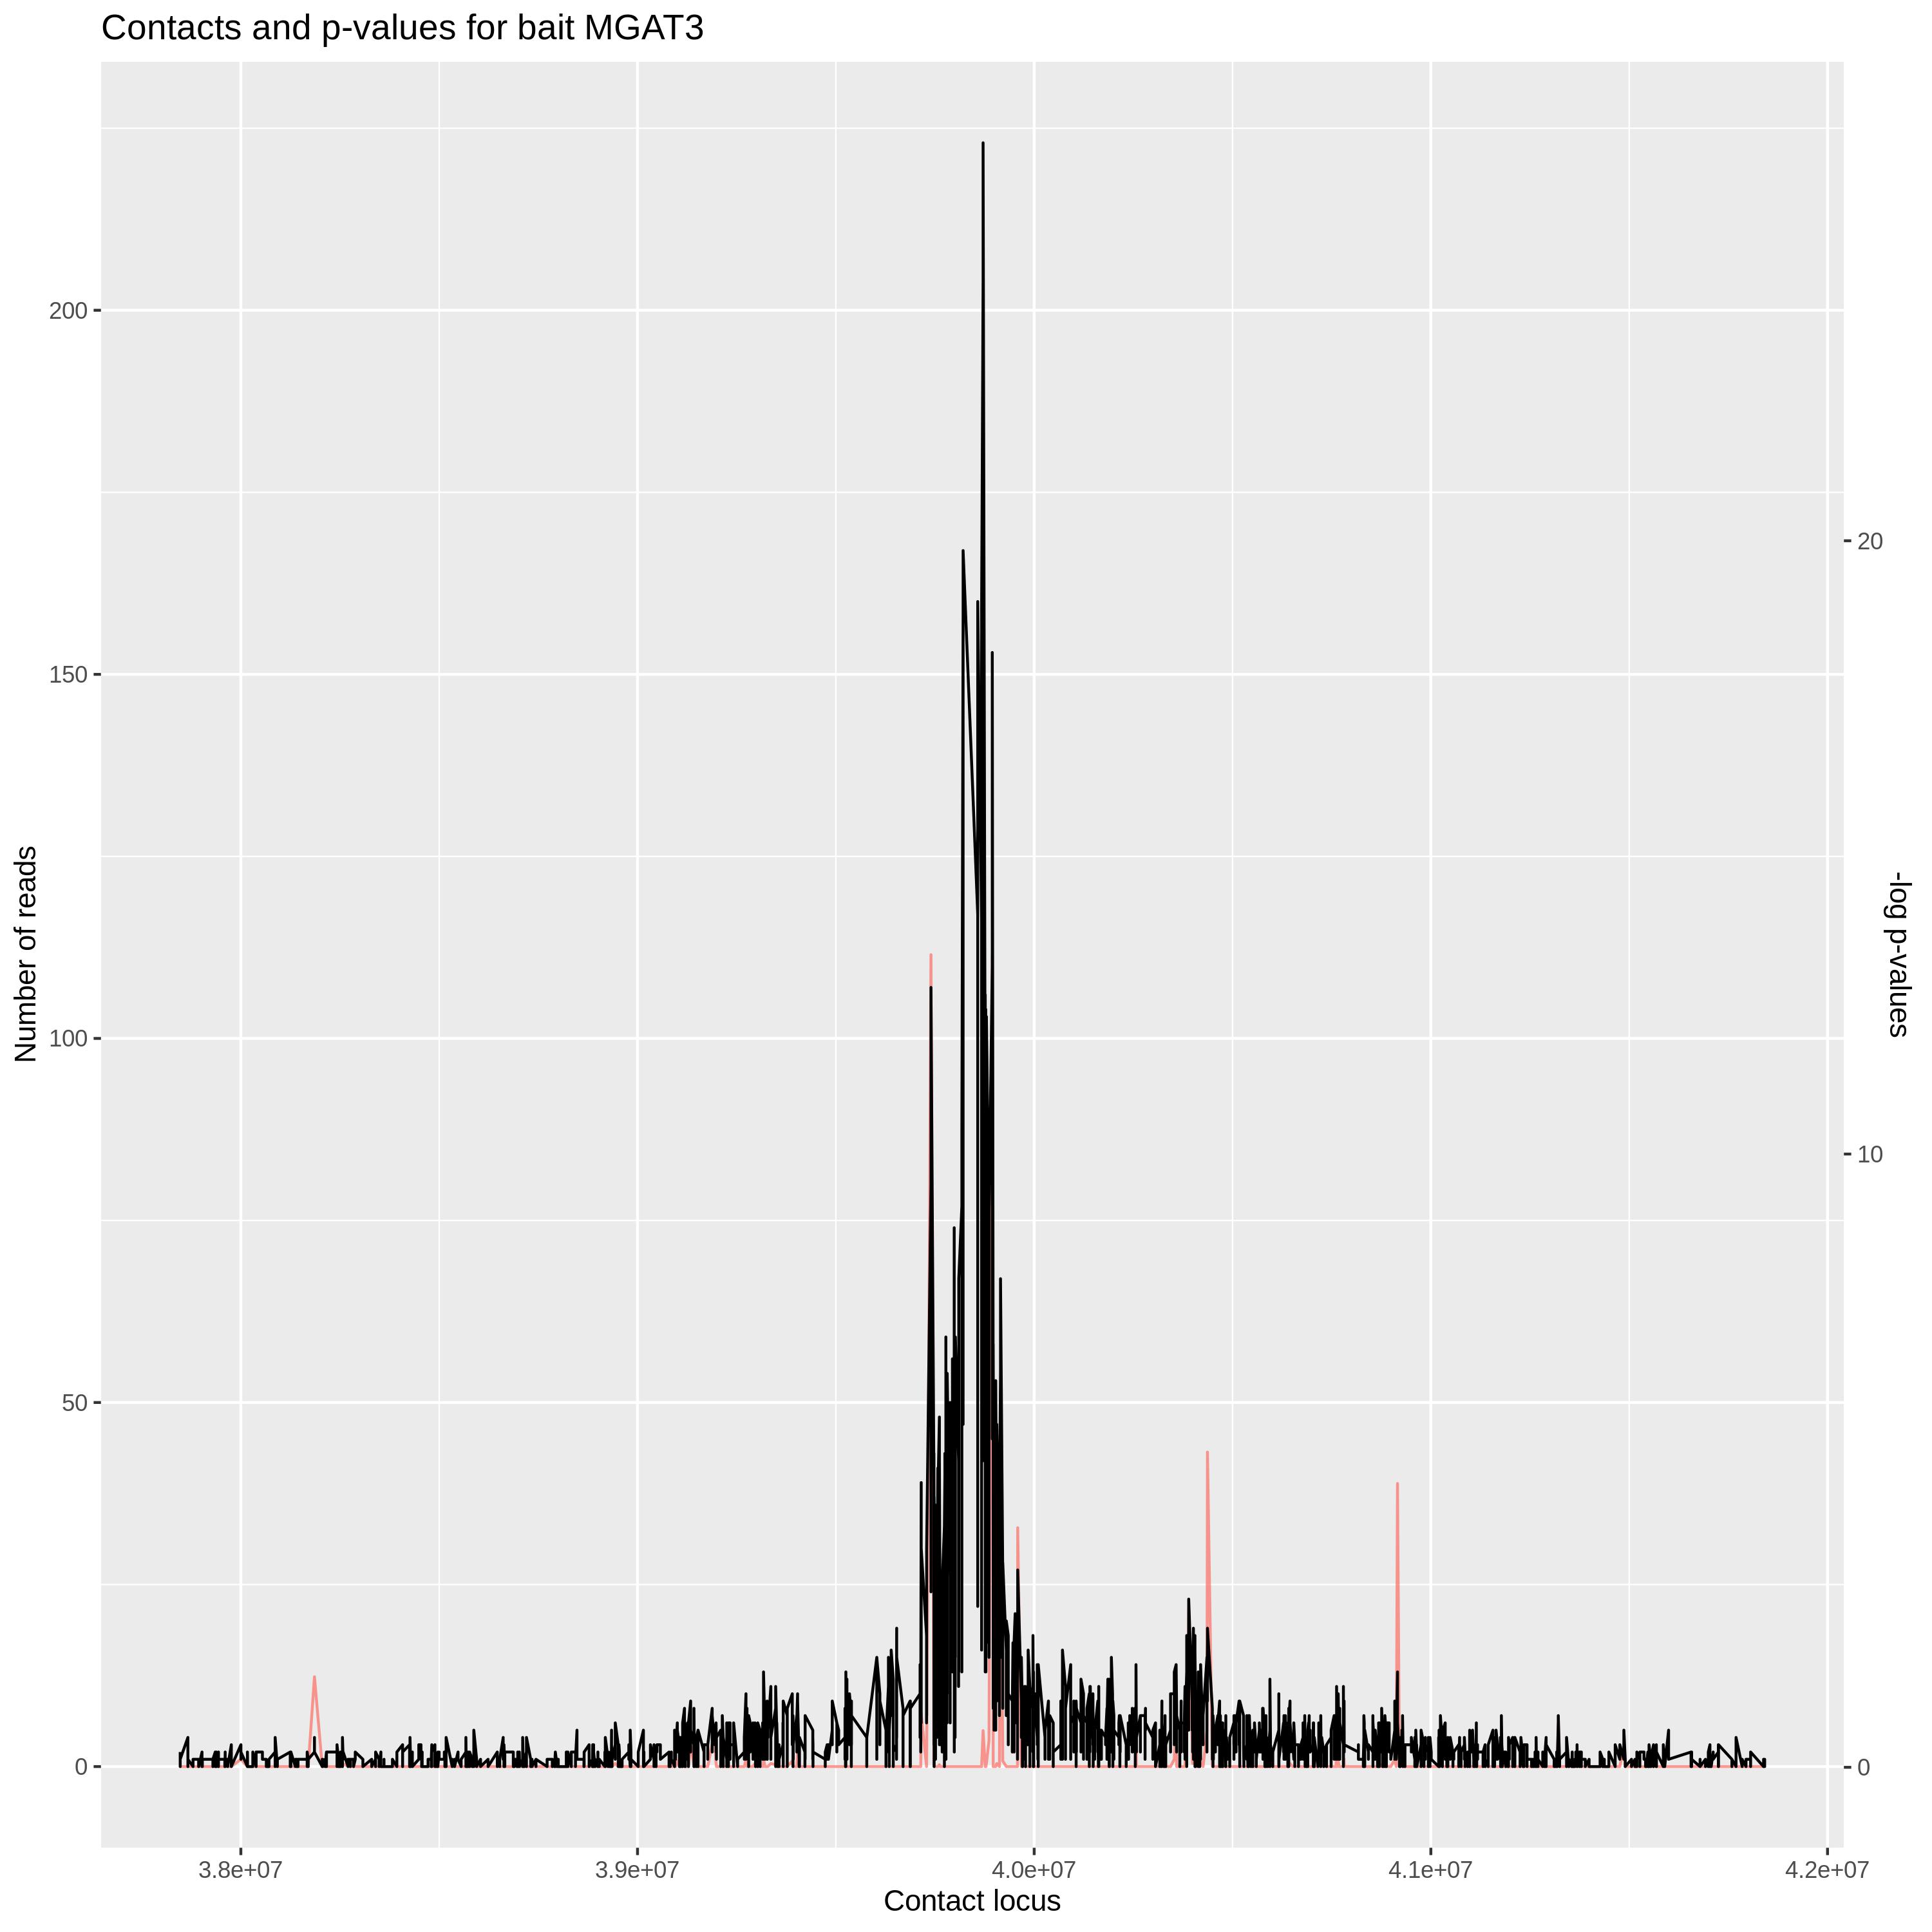 Contacts and p-values for bait MGAT3
Number of reads
200
150
100
50
0
20
10
0
-log p-values
3.8e+07
3.9e+07
4.0e+07
4.1e+07
4.2e+07
Contact locus